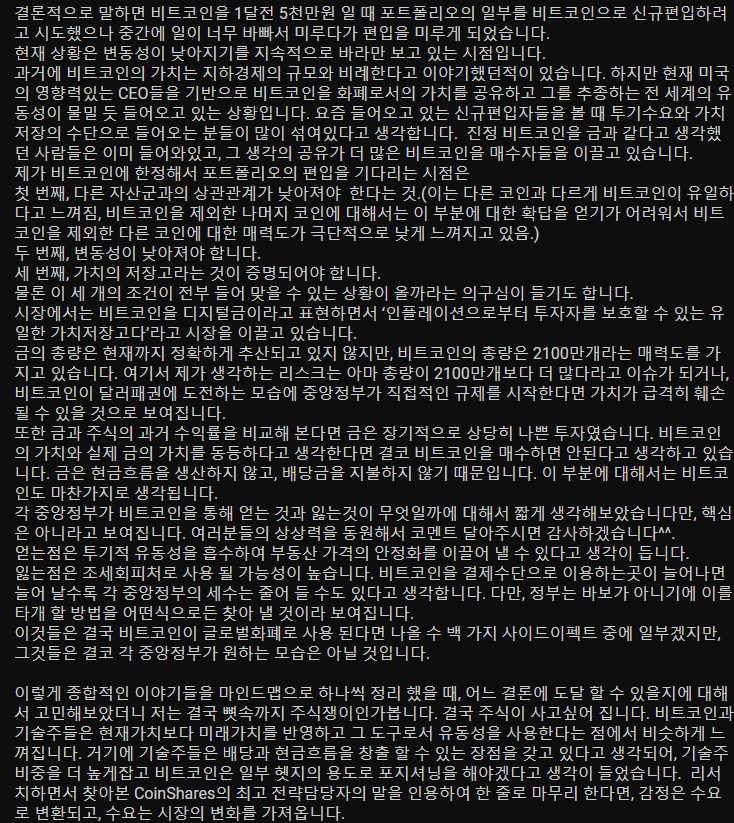 결론적으로 말하면 비트코인을 1달전 5천만원 일 때 포트폴리오의 일부를 비트코인으로 신규편입하려
고 시도했으나 중간에 일이 너무 바빠서 미루다가 편입을 미루게 되었습니다.
현재 상황은 변동성이 낮아지기를 지속적으로 바라만 보고 있는 시점입니다.
과거에 비트코인의 가치는 지하경제의 규모와 비례한다고 이야기했던적이 있습니다. 하지만 현재 미국
의 영향력있는 CEO들을 기반으로 비트코인을 화폐로서의 가치를 공유하고 그를 추종하는 전 세계의 유
동성이 물밀 듯 들어오고 있는 상황입니다. 요즘 들어오고 있는 신규편입자들을 볼 때 투기수요와 가치
저장의 수단으로 들어오는 분들이 많이 섞여있다고 생각합니다. 진정 비트코인을 금과 같다고 생각했
던 사람들은 이미 들어와있고, 그 생각의 공유가 더 많은 비트코인을 매수자들을 이끌고 있습니다.
제가 비트코인에 한정해서 포트폴리오의 편입을 기다리는 시점은
첫 번째, 다른 자산군과의 상관관계가 낮아져야 한다는 것.(이는 다른 코인과 다르게 비트코인이 유일하
다고 느껴짐, 비트코인을 제외한 나머지 코인에 대해서는 이 부분에 대한 확답을 얻기가 어려워서 비트
코인을 제외한 다른 코인에 대한 매력도가 극단적으로 낮게 느껴지고 있음.)
두 번째, 변동성이 낮아져야 합니다.
세 번째, 가치의 저장고라는 것이 증명되어야 합니다.
물론 이 세 개의 조건이 전부 들어 맞을 수 있는 상황이 올까라는 의구심이 들기도 합니다.
시장에서는 비트코인을 디지털금이라고 표현하면서 ‘인플레이션으로부터 투자자를 보호할 수 있는 유
일한 가치저장고다’라고 시장을 이끌고 있습니다.
금의 총량은 현재까지 정확하게 추산되고 있지 않지만, 비트코인의 총량은 2100만개라는 매력도를 가
지고 있습니다. 여기서 제가 생각하는 리스크는 아마 총량이 2100만개보다 더 많다라고 이슈가 되거나,
비트코인이 달러패권에 도전하는 모습에 중앙정부가 직접적인 규제를 시작한다면 가치가 급격히 훼손
될 수 있을 것으로 보여집니다.
또한 금과 주식의 과거 수익률을 비교해 본다면 금은 장기적으로 상당히 나쁜 투자였습니다. 비트코인
의 가치와 실제 금의 가치를 동등하다고 생각한다면 결코 비트코인을 매수하면 안된다고 생각하고 있습
니다. 금은 현금흐름을 생산하지 않고, 배당금을 지불하지 않기 때문입니다. 이 부분에 대해서는 비트코
인도 마찬가지로 생각됩니다.
각 중앙정부가 비트코인을 통해 얻는 것과 잃는것이 무엇일까에 대해서 짧게 생각해보았습니다만, 핵심
은 아니라고 보여집니다. 여러분들의 상상력을 동원해서 코멘트 달아주시면 감사하겠습니다^^.
얻는점은 투기적 유동성을 흡수하여 부동산 가격의 안정화를 이끌어 낼 수 있다고 생각이 듭니다.
잃는점은 조세회피처로 사용 될 가능성이 높습니다. 비트코인을 결제수단으로 이용하는곳이 늘어나면
늘어 날수록 각 중앙정부의 세수는 줄어 들 수도 있다고 생각합니다. 다만, 정부는 바보가 아니기에 이를
타개 할 방법을 어떤식으로든 찾아 낼 것이라 보여집니다.
이것들은 결국 비트코인이 글로벌화폐로 사용 된다면 나올 수 백 가지 사이드이펙트 중에 일부겠지만,
그것들은 결코 각 중앙정부가 원하는 모습은 아닐 것입니다.
이렇게 종합적인 이야기들을 마인드맵으로 하나씩 정리 했을 때, 어느 결론에 도달 할 수 있을지에 대해
서 고민해보았더니 저는 결국 뼛속까지 주식쟁이인가봅니다. 결국 주식이 사고싶어 집니다. 비트코인과
기술주들은 현재가치보다 미래가치를 반영하고 그 도구로서 유동성을 사용한다는 점에서 비슷하게 느
껴집니다. 거기에 기술주들은 배당과 현금흐름을 창출 할 수 있는 장점을 갖고 있다고 생각되어, 기술주
비중을 더 높게잡고 비트코인은 일부 헷지의 용도로 포지셔닝을 해야겠다고 생각이 들었습니다. 리서
치하면서 찾아본 CoinShares의 최고 전략담당자의 말을 인용하여 한 줄로 마무리 한다면, 감정은 수요
로 변환되고, 수요는 시장의 변화를 가져옵니다.